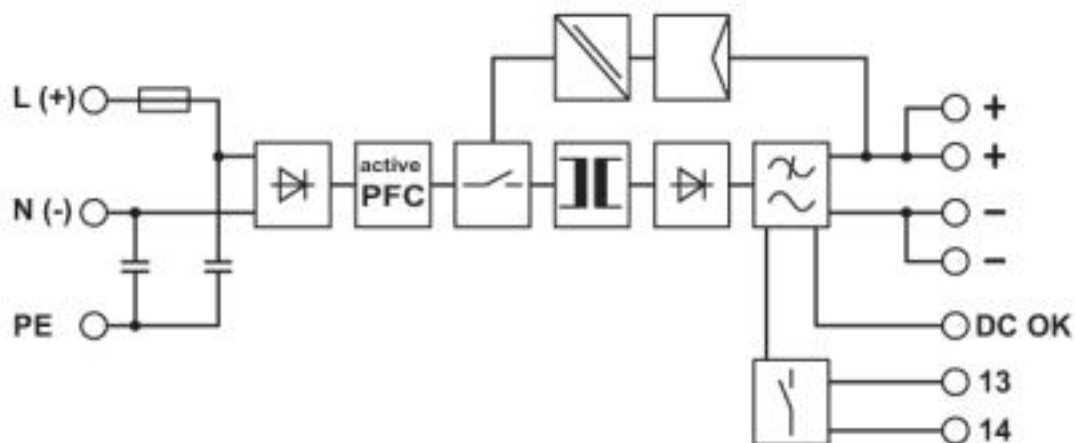 L (+)
N (-)
PE
active
PFC
+
+
−
−
DC OK
13
14